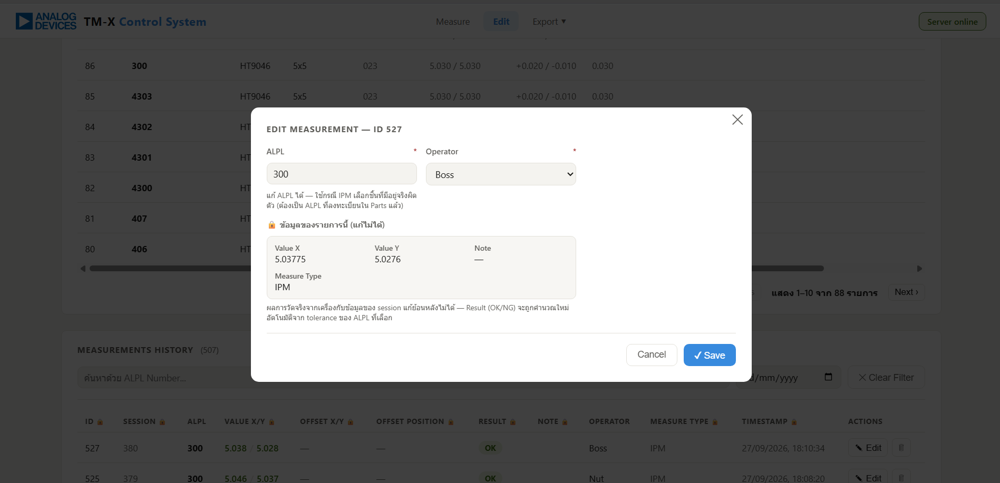 ANALOG
DEVICES
TM-X Control System
Measure
Edit
Export ▼
Server online
86 300 HT9046 5x5 023 5.030 / 5.030 +0.020 / -0.010 0.030
85 4303 HT9046 5x5 023 5.030 / 5.030 +0.020 / -0.010 0.030
84 4302 HT
83 4301 HT
82 4300 HT
81 407 HT
80 406 HT
EDIT MEASUREMENT — ID 527
ALPL *
Operator *
300
Boss
แก้ ALPL ได้ — ใช้กรณี IPM เลือกชิ้นที่มีอยู่จริงผิด
ตัว (ต้องเป็น ALPL ที่ลงทะเบียนใน Parts แล้ว)
🔒 ข้อมูลของรายการนี้ (แก้ไม่ได้)
Value X Value Y Note
5.03775 5.0276 —
Measure Type
IPM
ผลการวัดจริงจากเครื่องกับข้อมูลของ session แก้ย้อนหลังไม่ได้ — Result (OK/NG) จะถูกคำนวณใหม่
อัตโนมัติจาก tolerance ของ ALPL ที่เลือก
Cancel
✓ Save
s แสดง 1–10 จาก 88 รายการ Next ›
MEASUREMENTS HISTORY (507)
ค้นหาด้วย ALPL Number...
d/mm/yyyy
✕ Clear Filter
ID 🔒 SESSION 🔒 ALPL VALUE X/Y 🔒 OFFSET X/Y 🔒 OFFSET POSITION 🔒 RESULT 🔒 NOTE 🔒 OPERATOR MEASURE TYPE 🔒 TIMESTAMP 🔒 ACTIONS
527 380 300 5.038 / 5.028 — — OK Boss IPM 27/09/2026, 18:10:34 Edit
525 379 300 5.046 / 5.037 — — OK Nut IPM 27/09/2026, 18:08:20 Edit